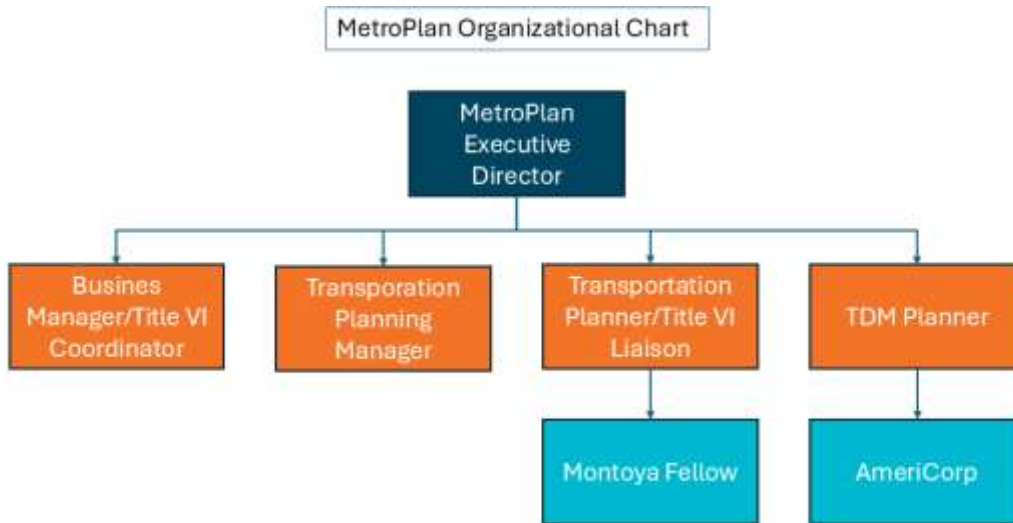 MetroPlan Organizational Chart
MetroPlan
Executive
Director
Busines
Manager/Title VI
Coordinator
Transporation
Planning
Manager
Transportation
Planner/Title VI
Liaison
TDM Planner
Montoya Fellow
AmeriCorp